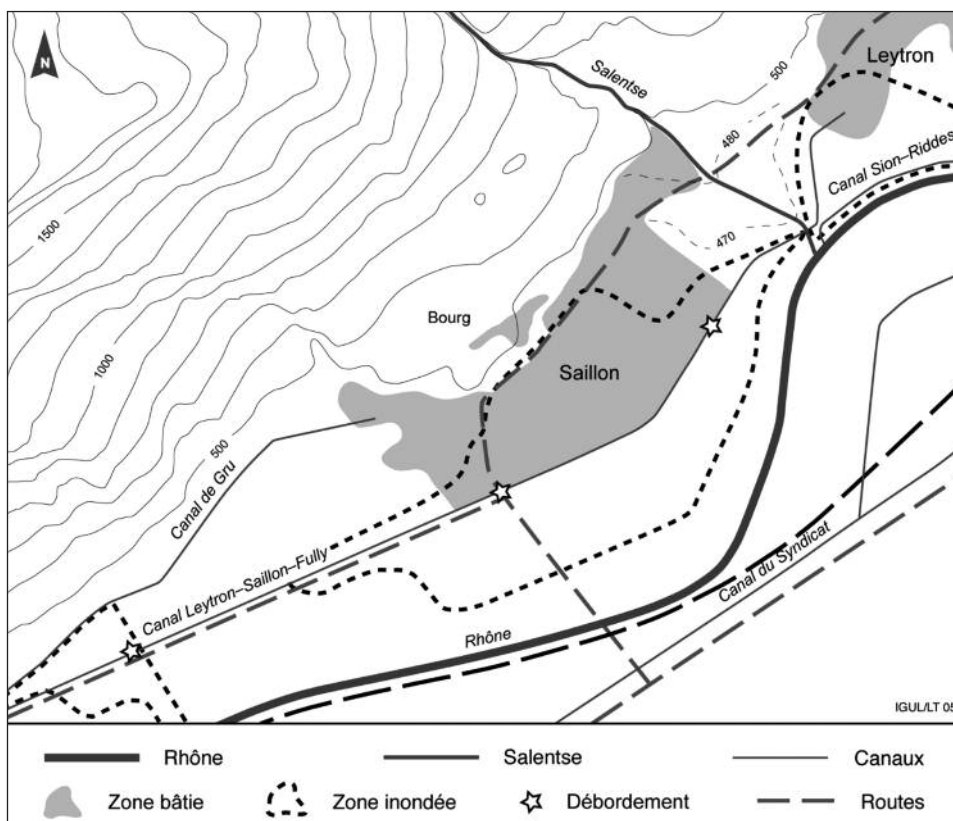 N
Leytron
Salentse
500
480
Canal Sion–Riddes
470
1500
Bourg
Saillon
1000
500
Canal de Gru
Canal Leytron–Saillon–Fully
Canal du Syndicat
Rhône
IGUL/LT 05
Rhône
Salentse
Canaux
Zone bâtie
Zone inondée
Débordement
Routes